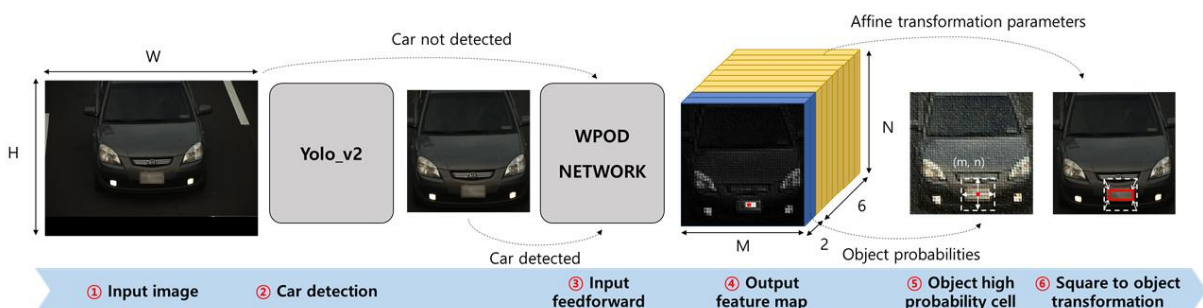 Affine transformation parameters
Car not detected
W
H
Yolo_v2
WPOD
NETWORK
N
(m, n)
6
2
M
Car detected
Object probabilities
① Input image
② Car detection
③ Input
feedforward
④ Output
feature map
⑤ Object high
probability cell
⑥ Square to object
transformation